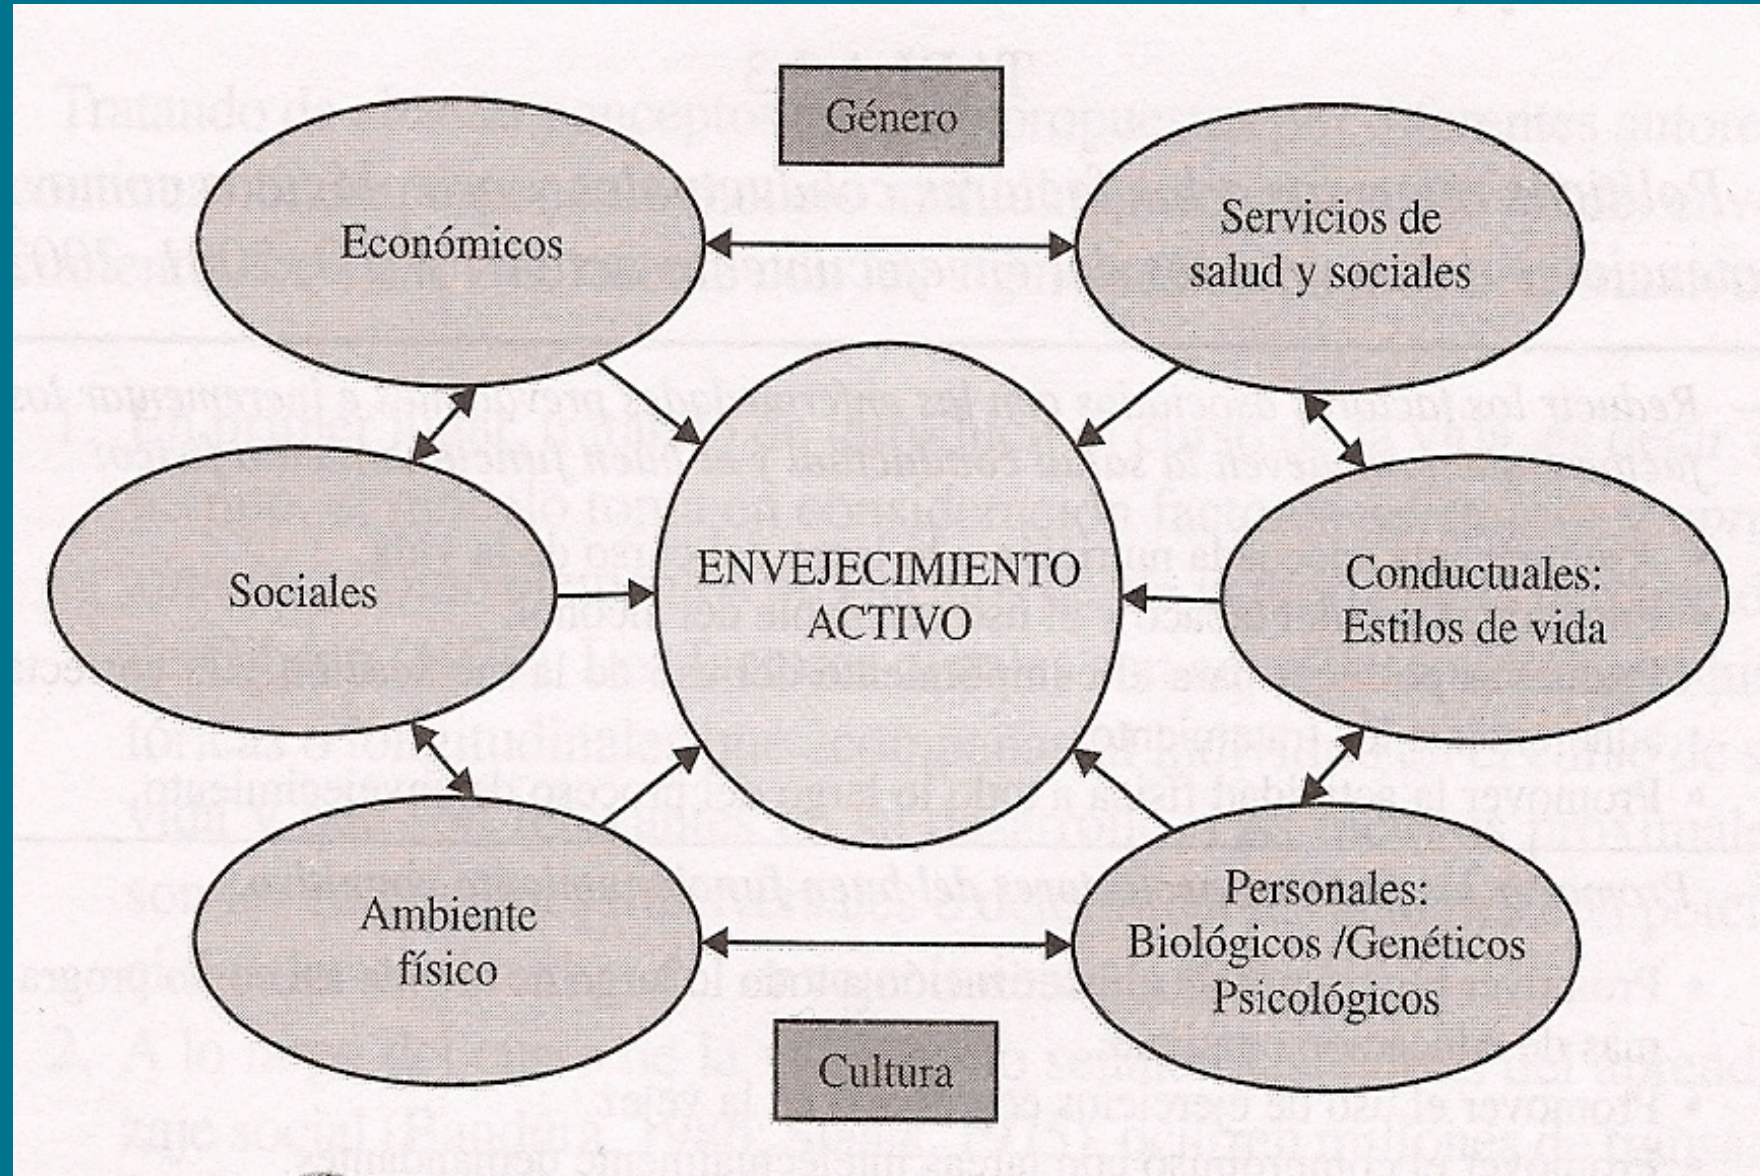 Género
Económicos
Servicios de
salud y sociales
ENVEJECIMIENTO
ACTIVO
Sociales
Conductuales:
Estilos de vida
Ambiente
físico
Personales:
Biológicos /Genéticos
Psicológicos
Cultura